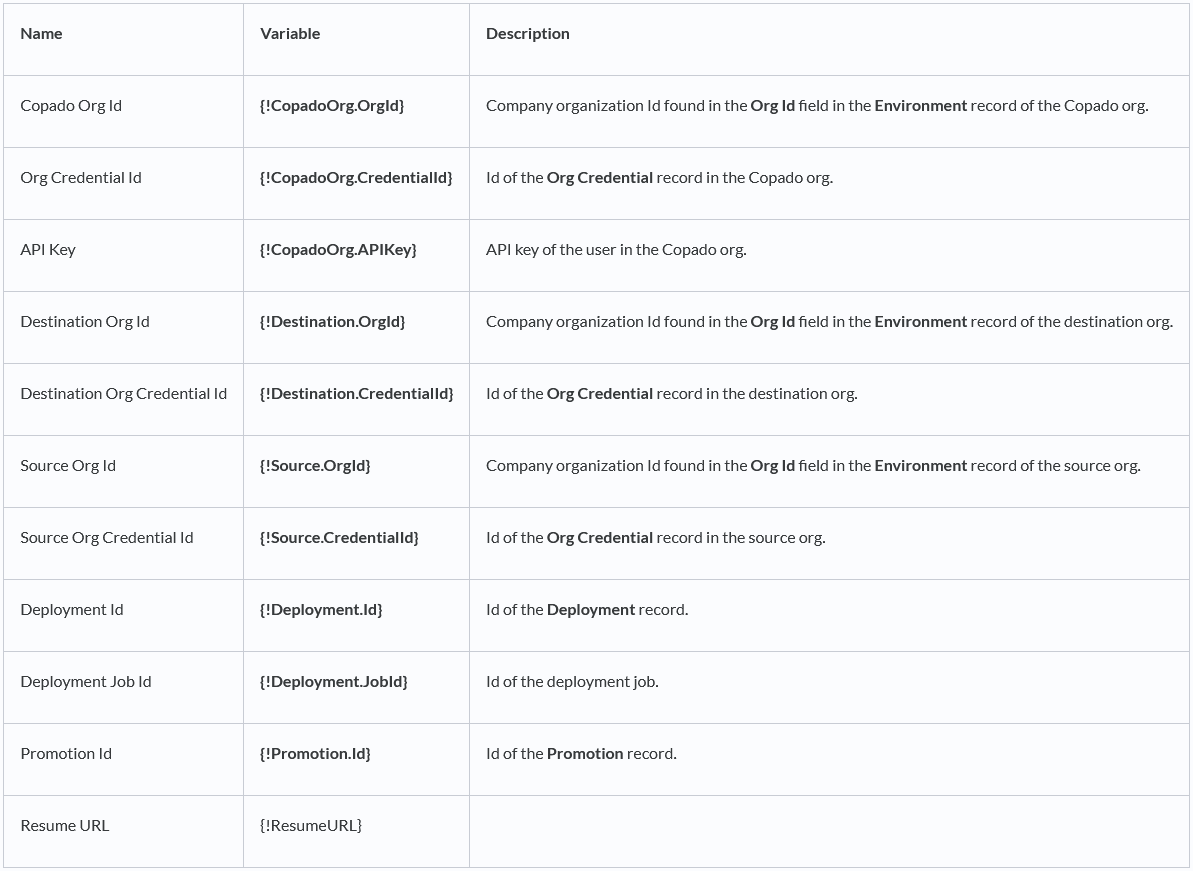 Name Variable Description
Copado Org Id {!CopadoOrg.OrgId} Company organization Id found in the Org Id field in the Environment record of the Copado org.
Org Credential Id {!CopadoOrg.CredentialId} Id of the Org Credential record in the Copado org.
API Key {!CopadoOrg.APIKey} API key of the user in the Copado org.
Destination Org Id {!Destination.OrgId} Company organization Id found in the Org Id field in the Environment record of the destination org.
Destination Org Credential Id {!Destination.CredentialId} Id of the Org Credential record in the destination org.
Source Org Id {!Source.OrgId} Company organization Id found in the Org Id field in the Environment record of the source org.
Source Org Credential Id {!Source.CredentialId} Id of the Org Credential record in the source org.
Deployment Id {!Deployment.Id} Id of the Deployment record.
Deployment Job Id {!Deployment.JobId} Id of the deployment job.
Promotion Id {!Promotion.Id} Id of the Promotion record.
Resume URL {!ResumeURL}